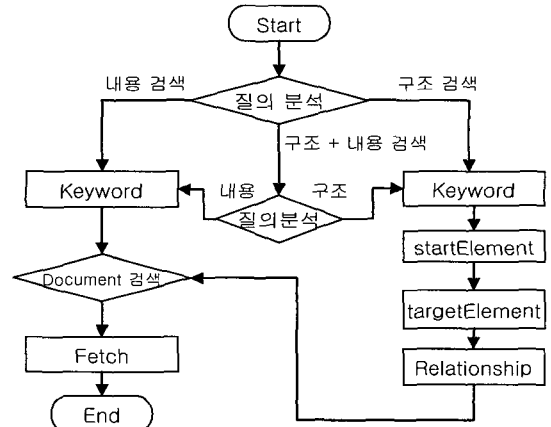 Start
내용 검색
구조 검색
질의 분석
구조 + 내용 검색
Keyword
내용
구조
Keyword
질의분석
startElement
Document 검색
targetElement
Fetch
Relationship
End